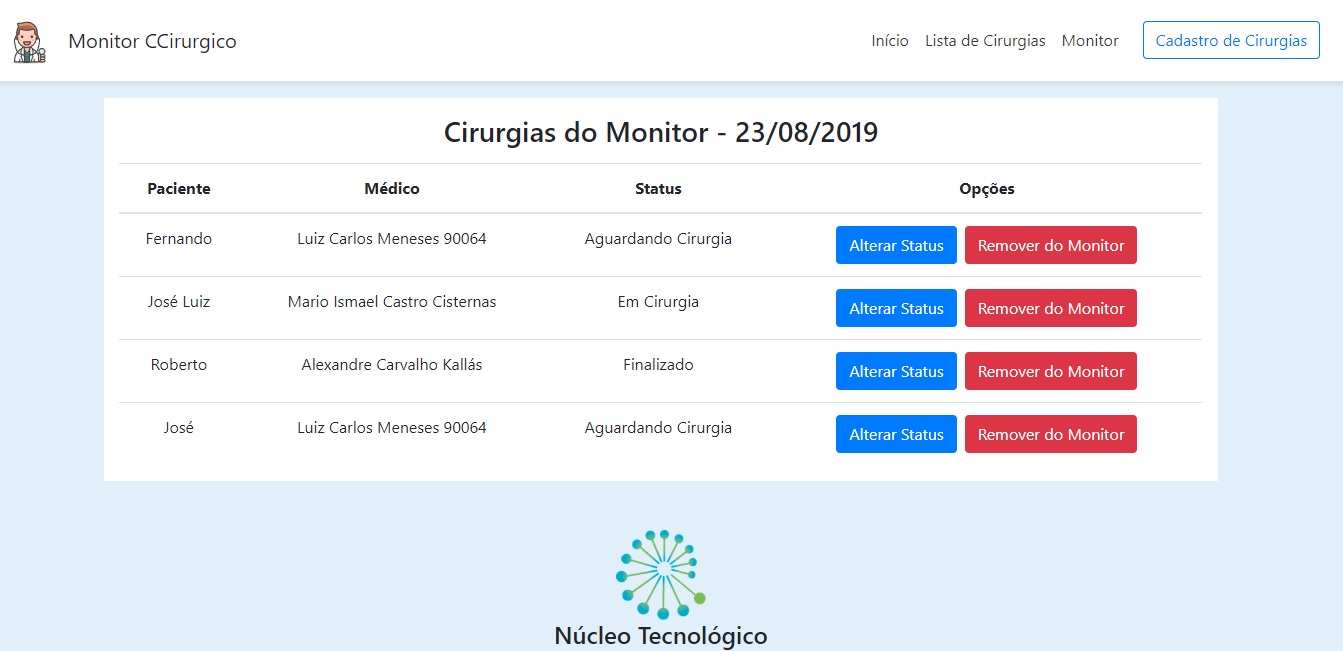 Monitor CCirurgico
Início Lista de Cirurgias Monitor Cadastro de Cirurgias
Cirurgias do Monitor - 23/08/2019
Paciente Médico Status Opções
Fernando Luiz Carlos Meneses 90064 Aguardando Cirurgia Alterar Status Remover do Monitor
José Luiz Mario Ismael Castro Cisternas Em Cirurgia Alterar Status Remover do Monitor
Roberto Alexandre Carvalho Kallás Finalizado Alterar Status Remover do Monitor
José Luiz Carlos Meneses 90064 Aguardando Cirurgia Alterar Status Remover do Monitor
Núcleo Tecnológico